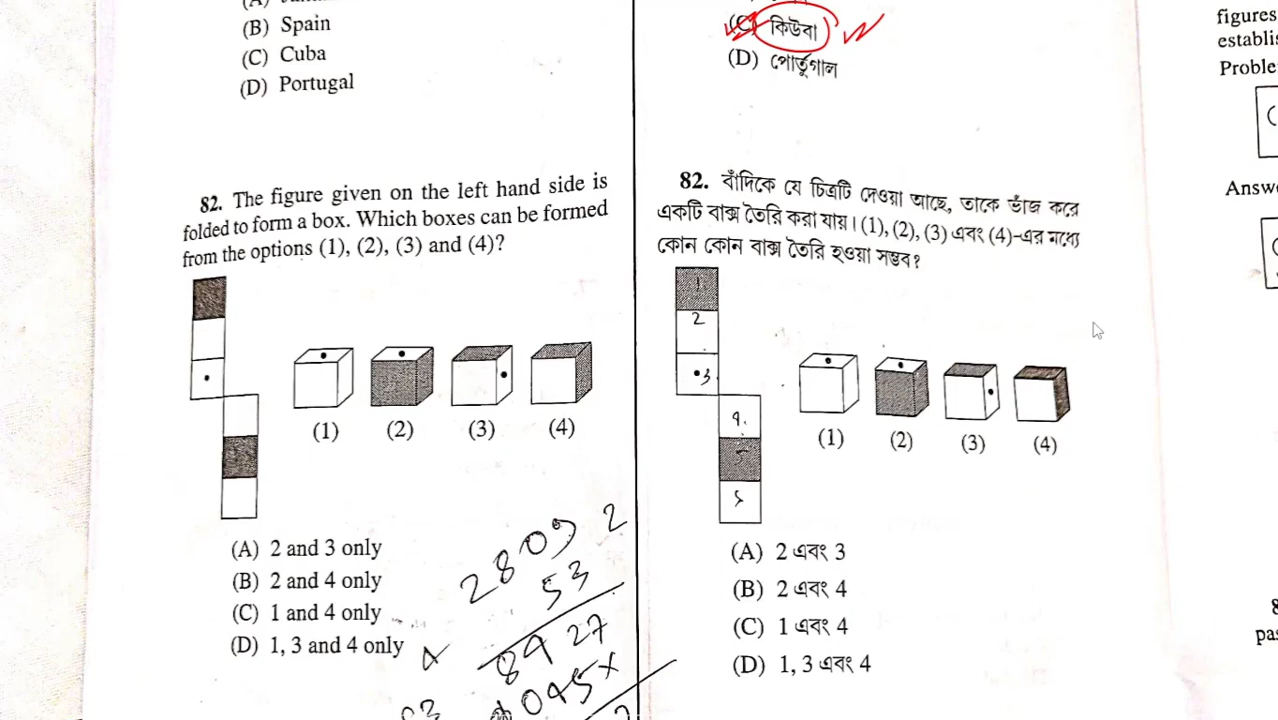 (B) Spain
(C) Cuba
(D) Portugal
82. The figure given on the left hand side is
folded to form a box. Which boxes can be formed
from the options (1), (2), (3) and (4)?
(1) (2) (3) (4)
(A) 2 and 3 only
(B) 2 and 4 only
(C) 1 and 4 only
(D) 1, 3 and 4 only
2809 2
53
8427
(C) কিউবা
(D) পোর্তুগাল
82. বাঁদিকে যে চিত্রটি দেওয়া আছে, তাকে ভাঁজ করে
একটি বাক্স তৈরি করা যায়। (1), (2), (3) এবং (4)-এর মধ্যে
কোন কোন বাক্স তৈরি হওয়া সম্ভব?
1
2
3
5
(1) (2) (3) (4)
(A) 2 এবং 3
(B) 2 এবং 4
(C) 1 এবং 4
(D) 1, 3 এবং 4
figures
Proble
Answ